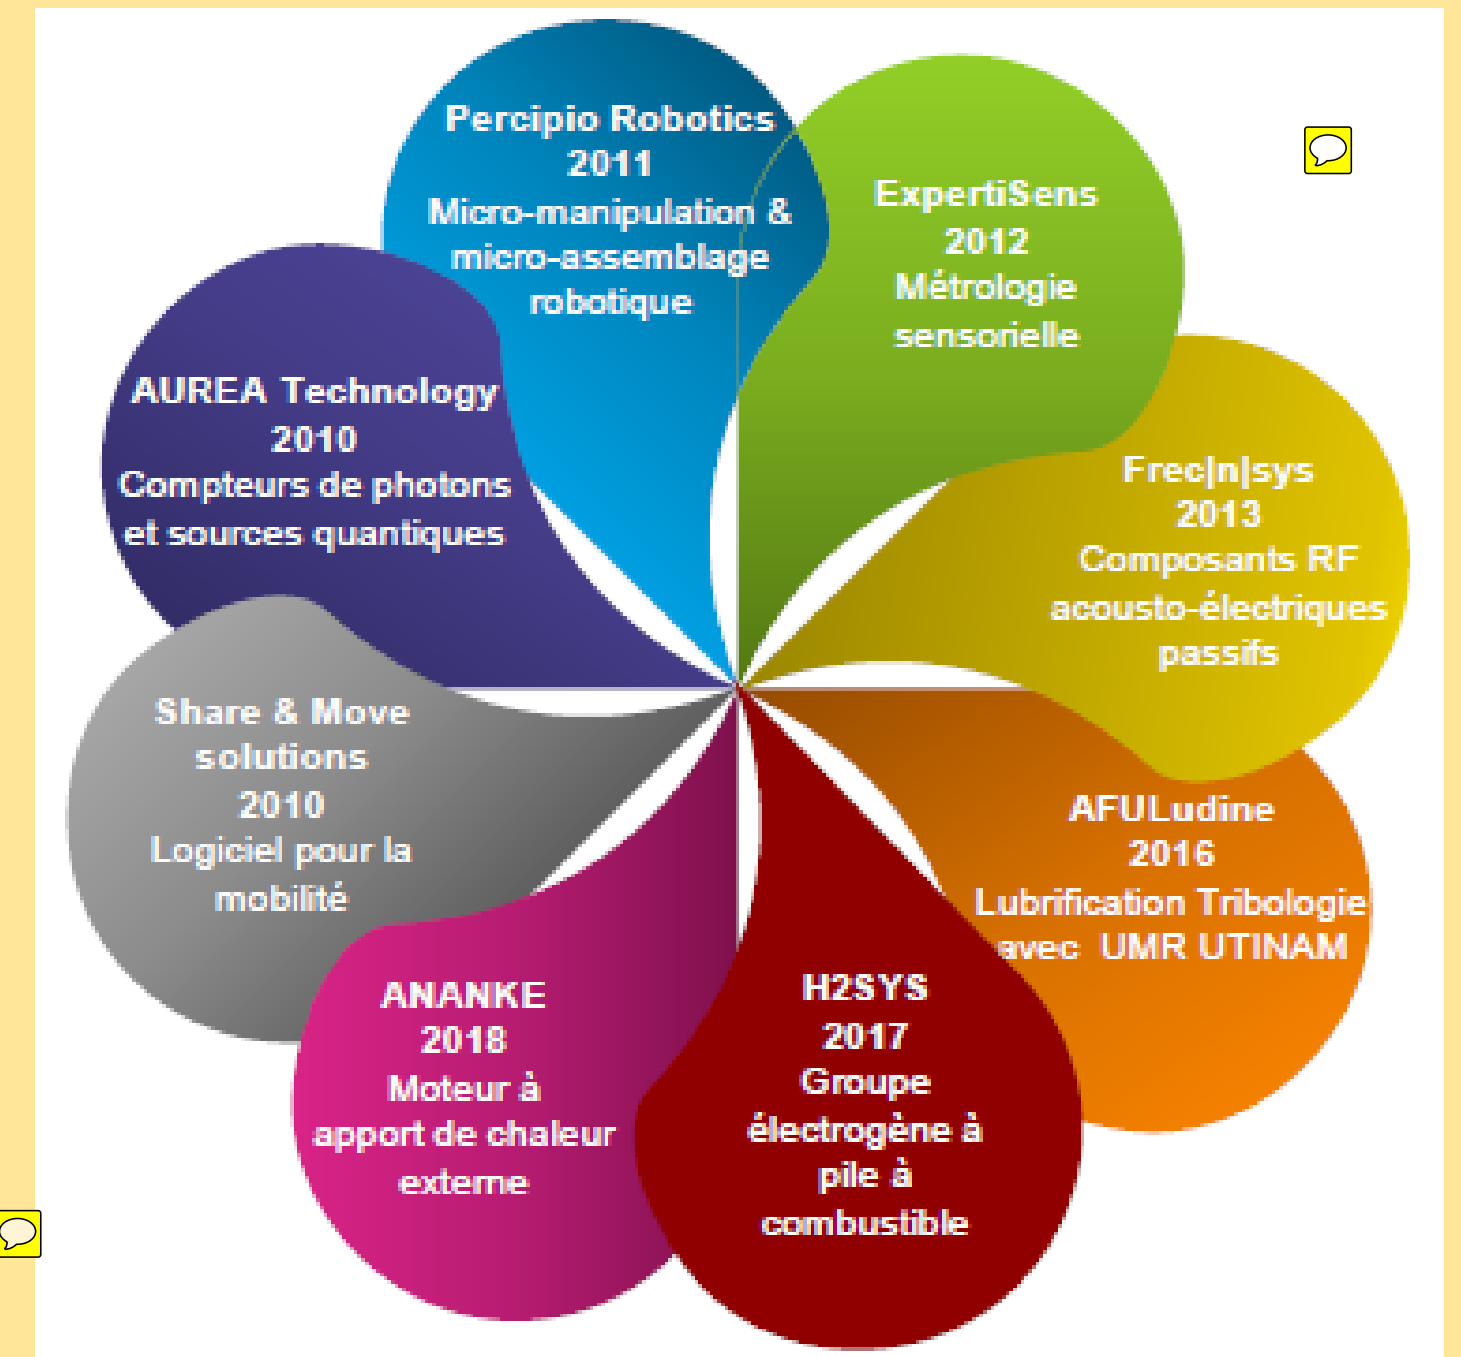 Percipio Robotics
2011
Micro-manipulation &
micro-assemblage
robotique
ExpertiSens
2012
Métrologie
sensorielle
Frec|n|sys
2013
Composants RF
acousto-électriques
passifs
AFULudine
2016
Lubrification Tribologie
avec UMR UTINAM
H2SYS
2017
Groupe
électrogène à
pile à
combustible
ANANKE
2018
Moteur à
apport de chaleur
externe
Share & Move
solutions
2010
Logiciel pour la
mobilité
AUREA Technology
2010
Compteurs de photons
et sources quantiques